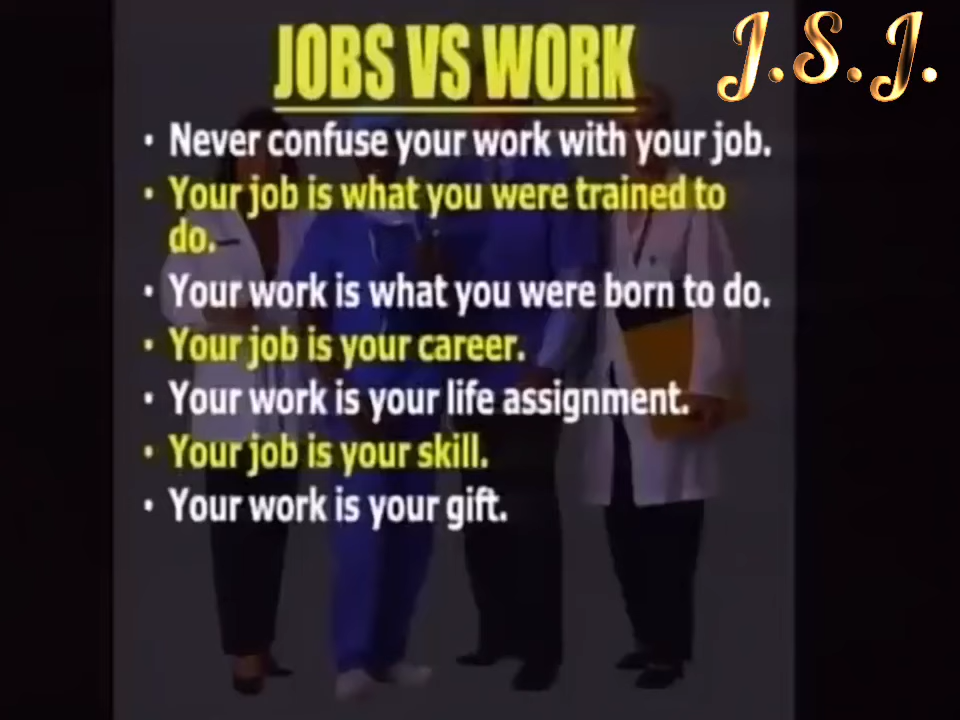 JOBS VS WORK
J.S.J.
• Never confuse your work with your job.
• Your job is what you were trained to
do.
• Your work is what you were born to do.
• Your job is your career.
• Your work is your life assignment.
• Your job is your skill.
• Your work is your gift.